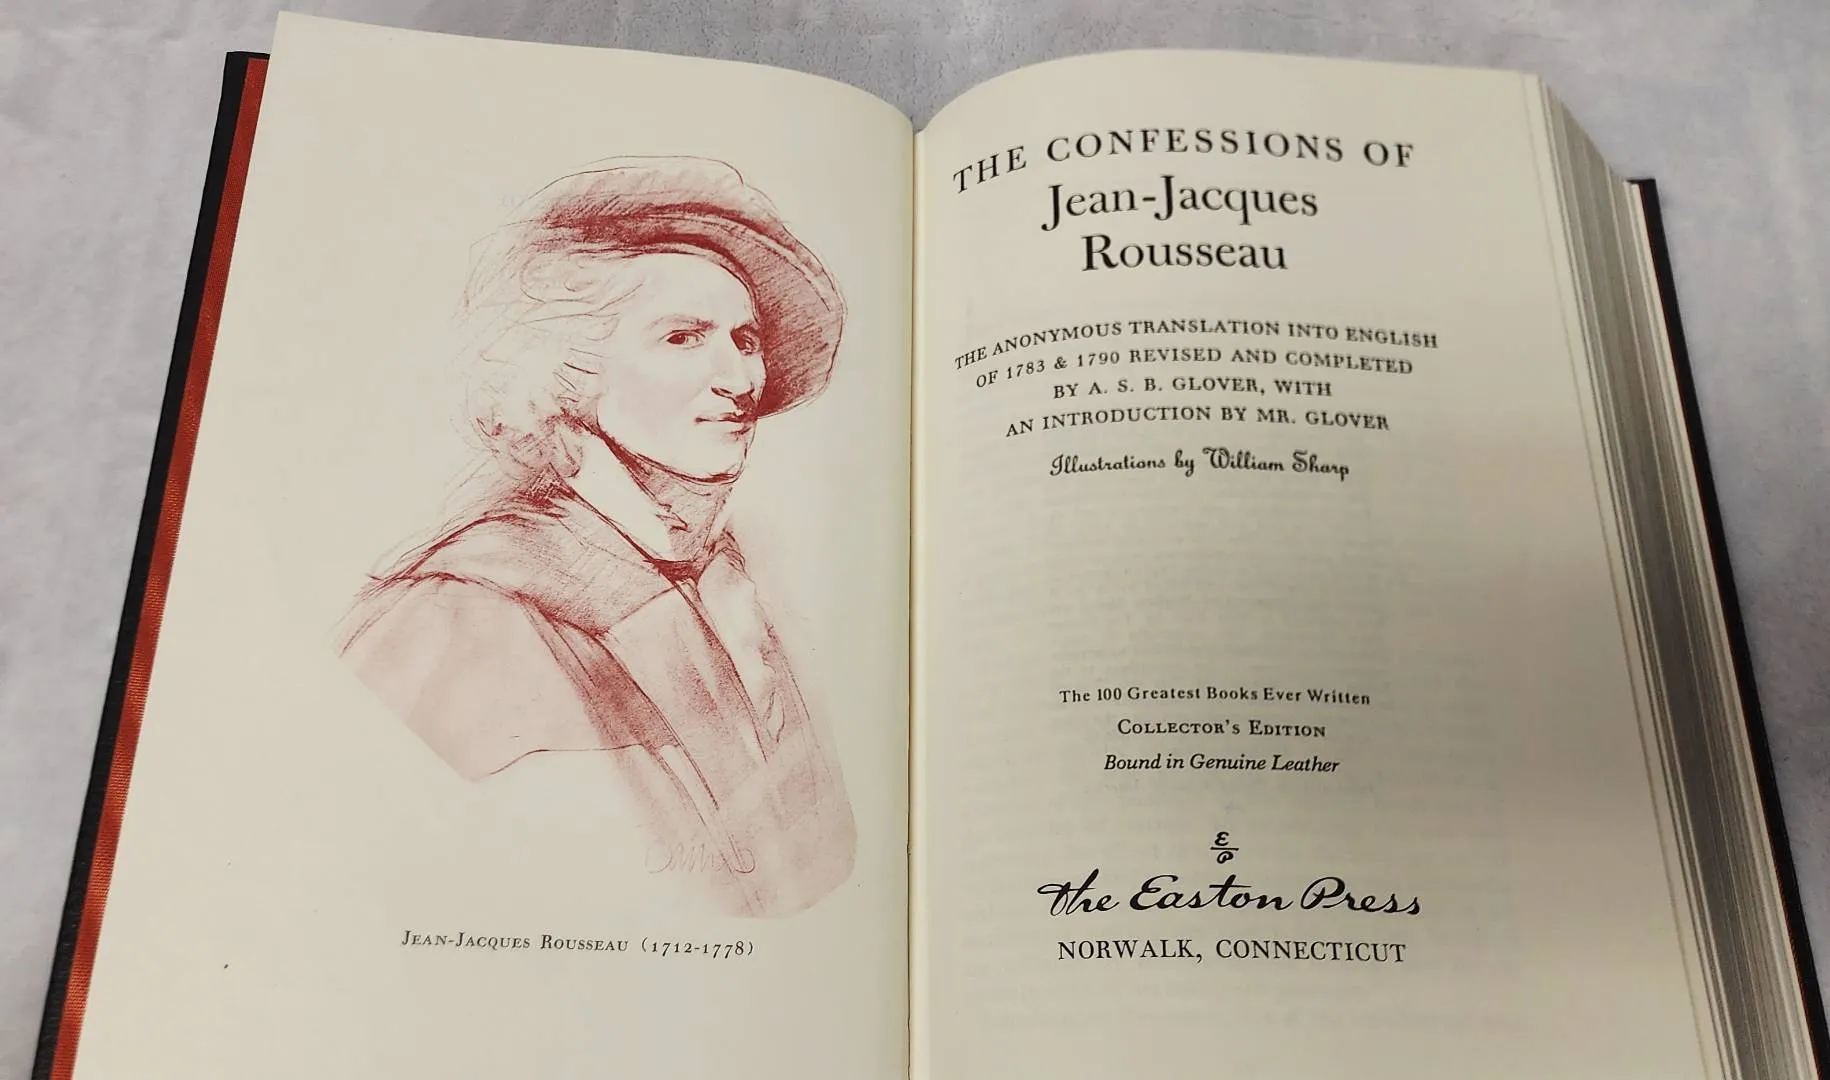 JEAN-JACQUES ROUSSEAU (1712-1778)
THE CONFESSIONS OF
Jean-Jacques
Rousseau
THE ANONYMOUS TRANSLATION INTO ENGLISH
OF 1783 & 1790 REVISED AND COMPLETED
BY A. S. B. GLOVER, WITH
AN INTRODUCTION BY MR. GLOVER
Illustrations by William Sharp
The 100 Greatest Books Ever Written
COLLECTOR'S EDITION
Bound in Genuine Leather
E
P
The Easton Press
NORWALK, CONNECTICUT